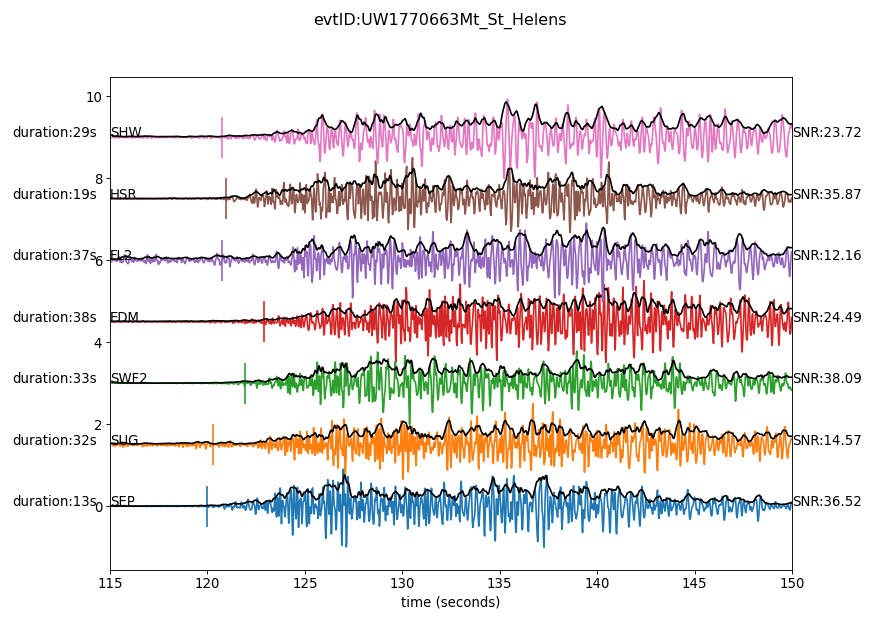 evtID:UW1770663Mt_St_Helens
10
duration:29s SHW SNR:23.72
8
duration:19s HSR SNR:35.87
duration:37s FL2 SNR:12.16
6
duration:38s EDM SNR:24.49
4
duration:33s SWF2 SNR:38.09
2
duration:32s SUG SNR:14.57
duration:13s SEP SNR:36.52
0
115 120 125 130 135 140 145 150
time (seconds)